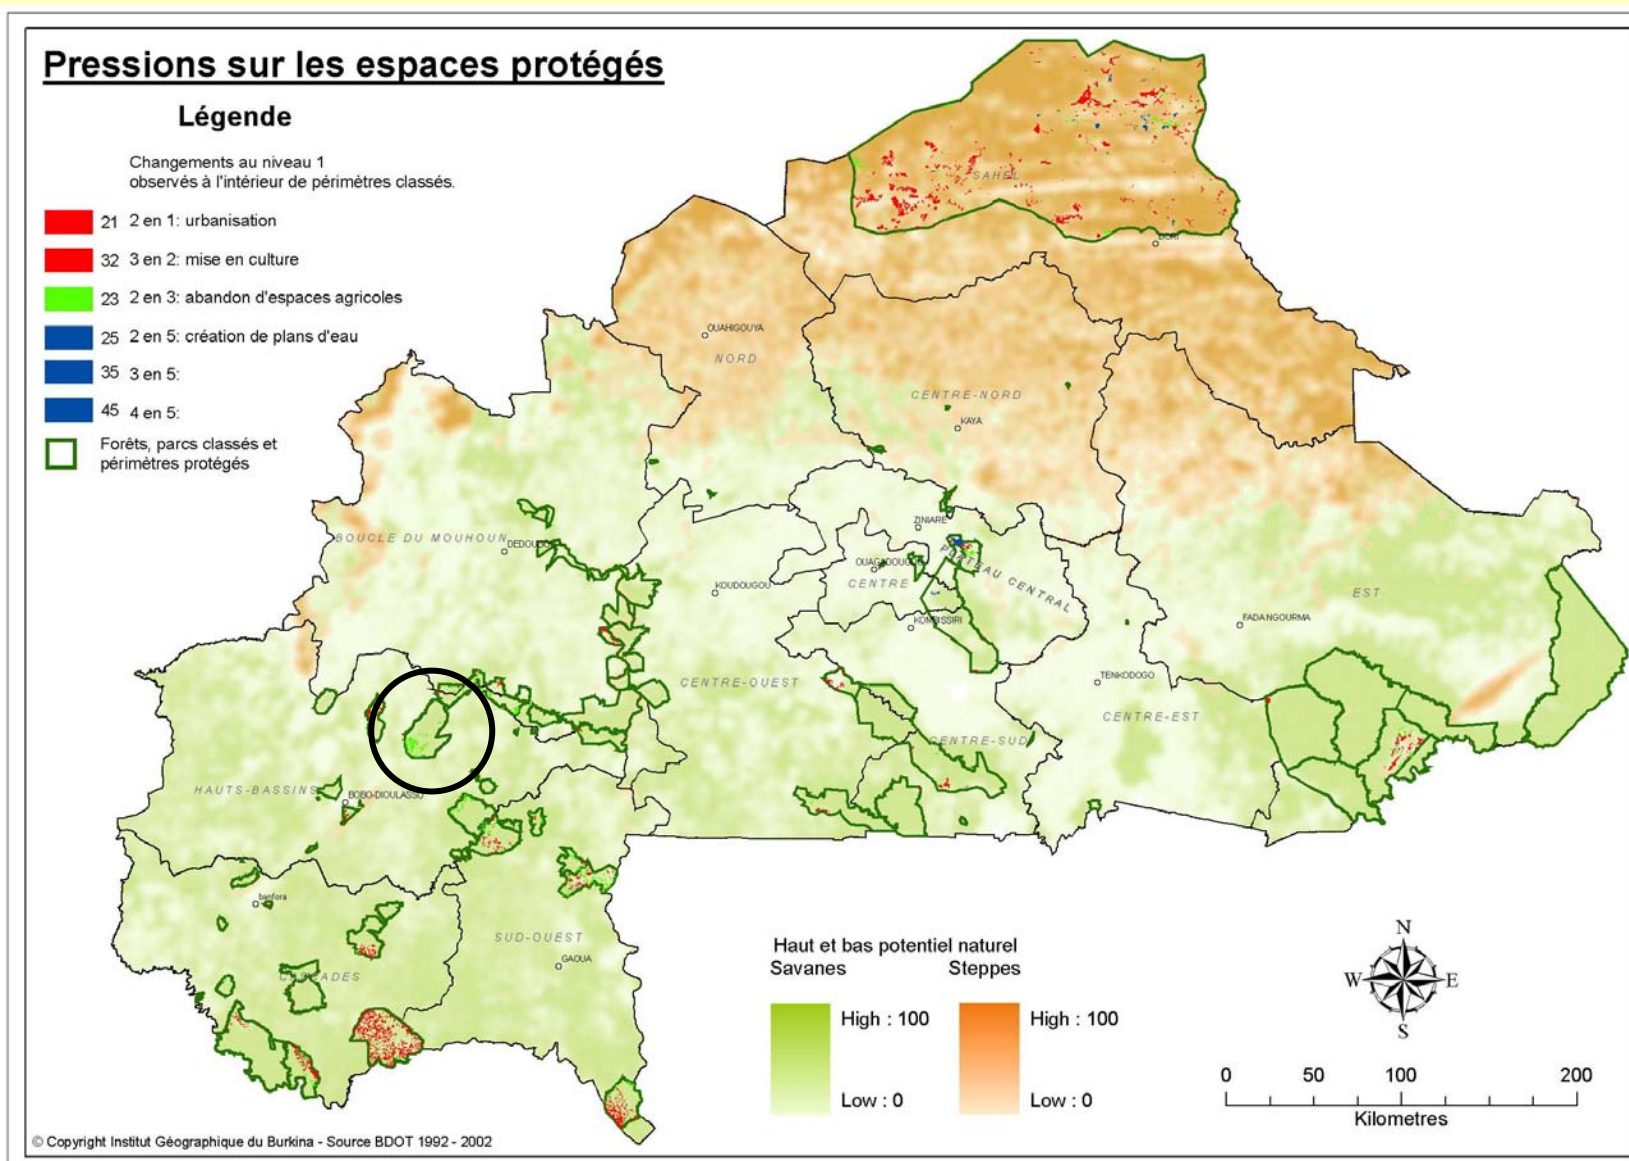 Pressions sur les espaces protégés
Légende
Changements au niveau 1
observés à l'intérieur de périmètres classés.
21 2 en 1: urbanisation
32 3 en 2: mise en culture
23 2 en 3: abandon d'espaces agricoles
25 2 en 5: création de plans d'eau
35 3 en 5:
45 4 en 5:
Forêts, parcs classés et
périmètres protégés
SAHEL
DORI
OUAHIGOUYA
NORD
CENTRE-NORD
KAYA
ZINIARE
BOUCLE DU MOUHOUN
DEDOUGOU
PLATEAU CENTRAL
OUAGADOUGOU
CENTRE
KOUDOUGOU
EST
FADANGOURMA
KOMBISSIRI
TENKODOGO
CENTRE-OUEST
CENTRE-EST
CENTRE-SUD
HAUTS-BASSINS
BOBO-DIOULASSO
banfora
SUD-OUEST
GAOUA
CASCADES
Haut et bas potentiel naturel
Savanes Steppes
High : 100 High : 100
Low : 0 Low : 0
N
W E
S
0 50 100 200
Kilometres
© Copyright Institut Géographique du Burkina - Source BDOT 1992 - 2002